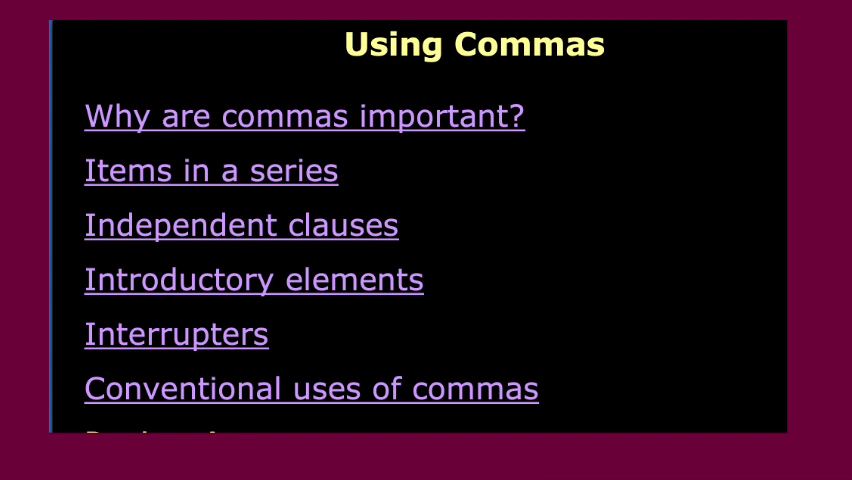 Using Commas
Why are commas important?
Items in a series
Independent clauses
Introductory elements
Interrupters
Conventional uses of commas